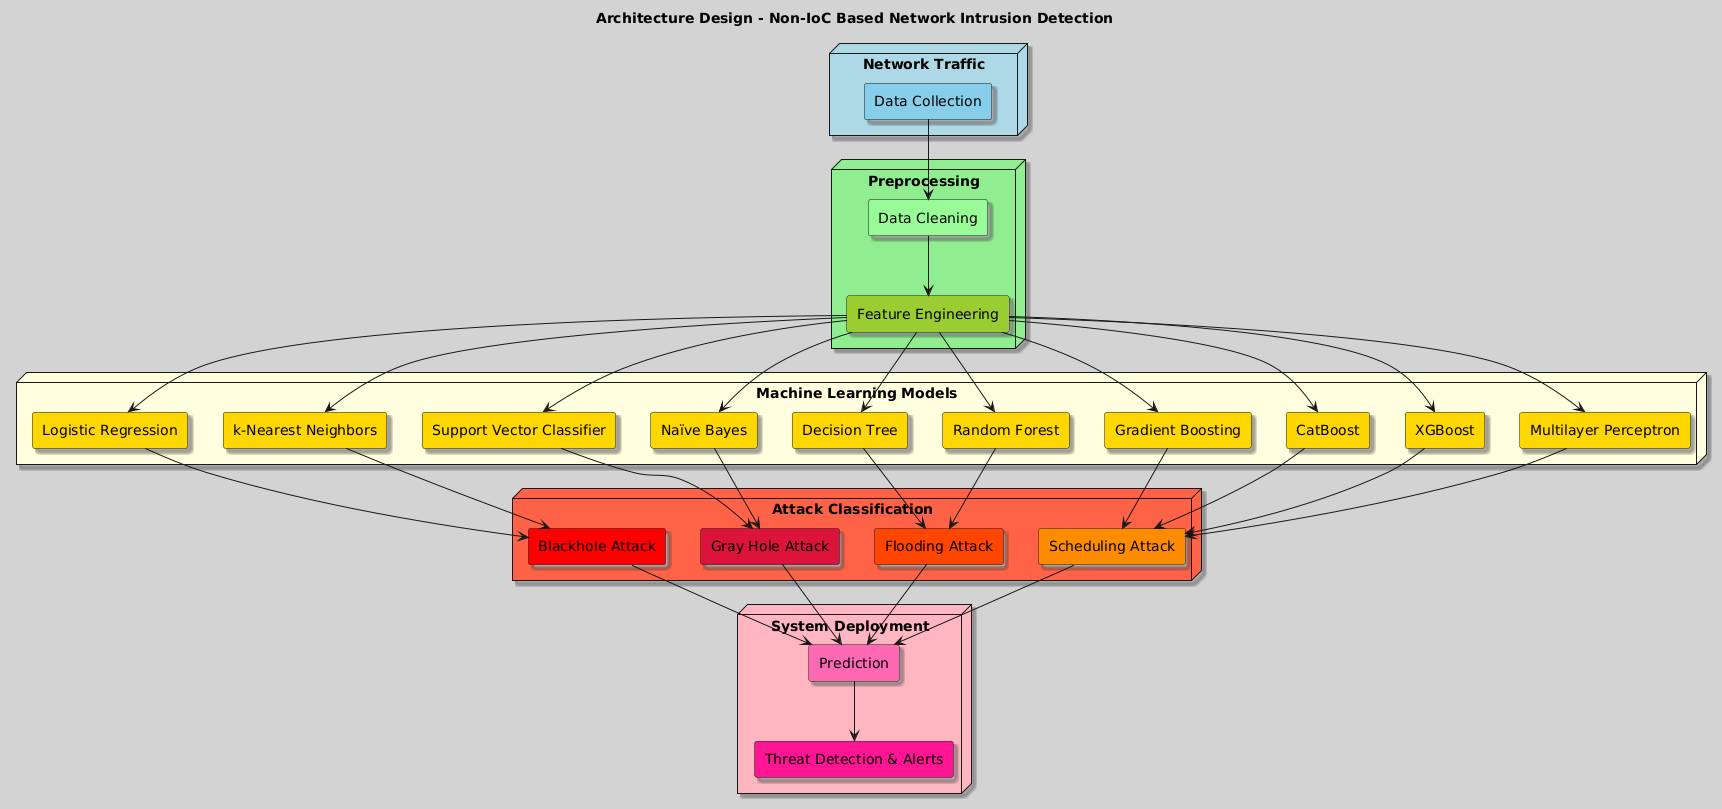 Architecture Design - Non-IoC Based Network Intrusion Detection
Network Traffic
Data Collection
Preprocessing
Data Cleaning
Feature Engineering
Machine Learning Models
Logistic Regression
k-Nearest Neighbors
Support Vector Classifier
Naïve Bayes
Decision Tree
Random Forest
Gradient Boosting
CatBoost
XGBoost
Multilayer Perceptron
Attack Classification
Blackhole Attack
Gray Hole Attack
Flooding Attack
Scheduling Attack
System Deployment
Prediction
Threat Detection & Alerts